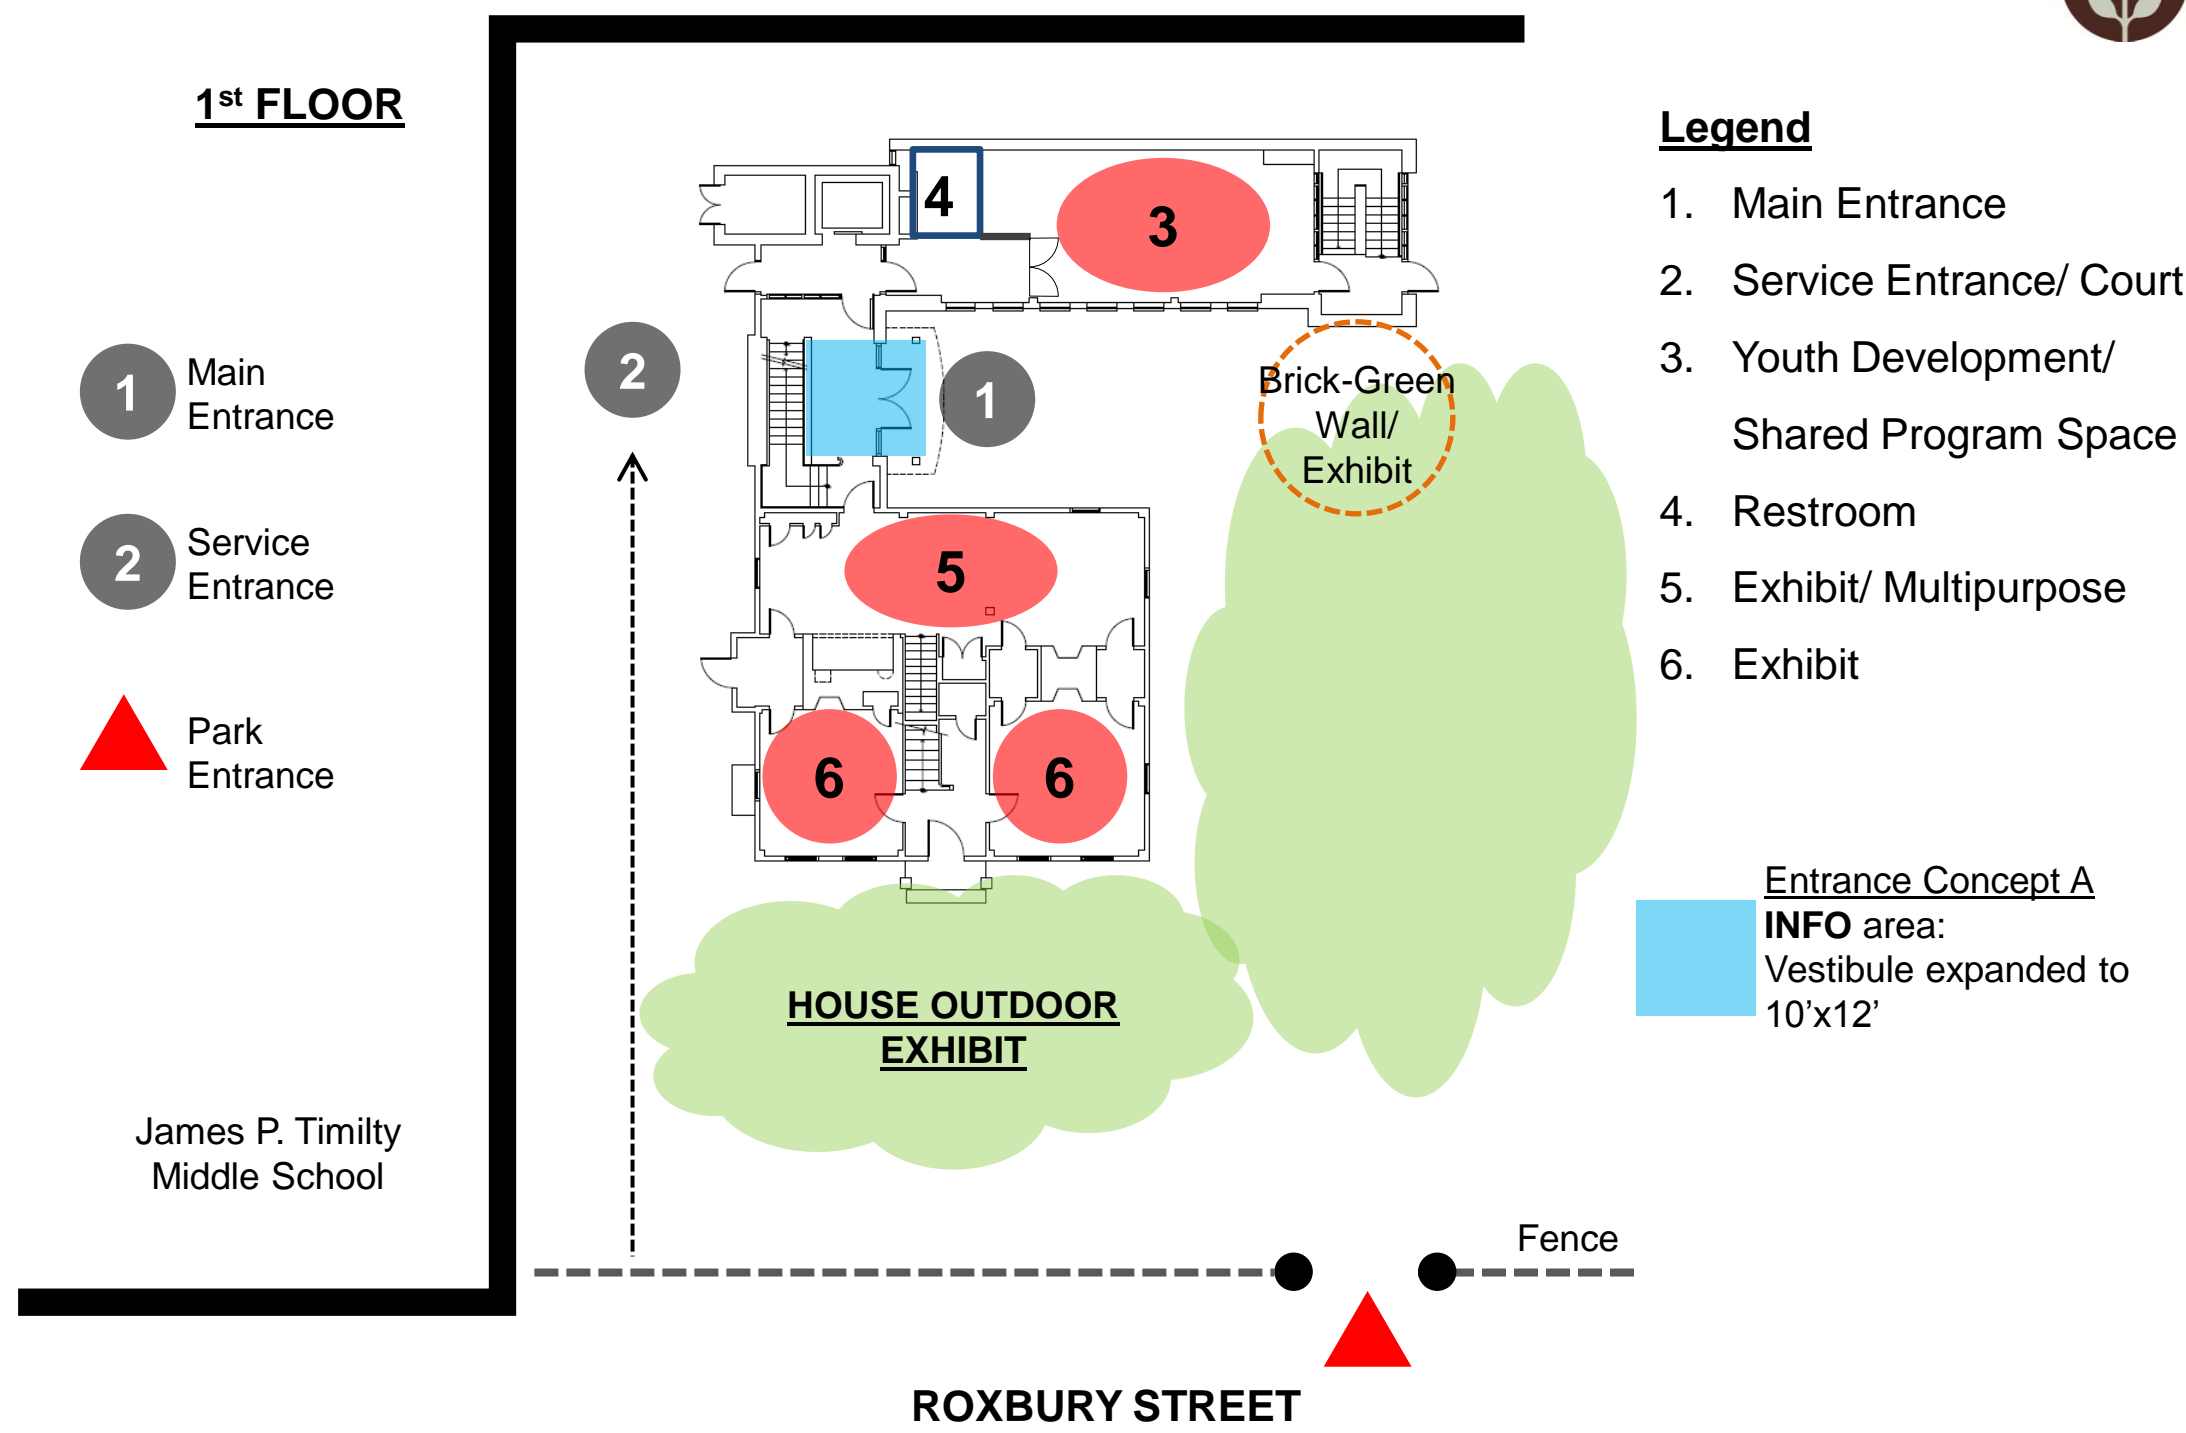 1st FLOOR
1
Main
Entrance
2
Service
Entrance
Park
Entrance
James P. Timilty
Middle School
4
3
2
1
Brick-Green
Wall/
Exhibit
5
6
6
HOUSE OUTDOOR
EXHIBIT
Fence
ROXBURY STREET
Legend
1. Main Entrance
2. Service Entrance/ Court
3. Youth Development/
Shared Program Space
4. Restroom
5. Exhibit/ Multipurpose
6. Exhibit
Entrance Concept A
INFO area:
Vestibule expanded to
10’x12’